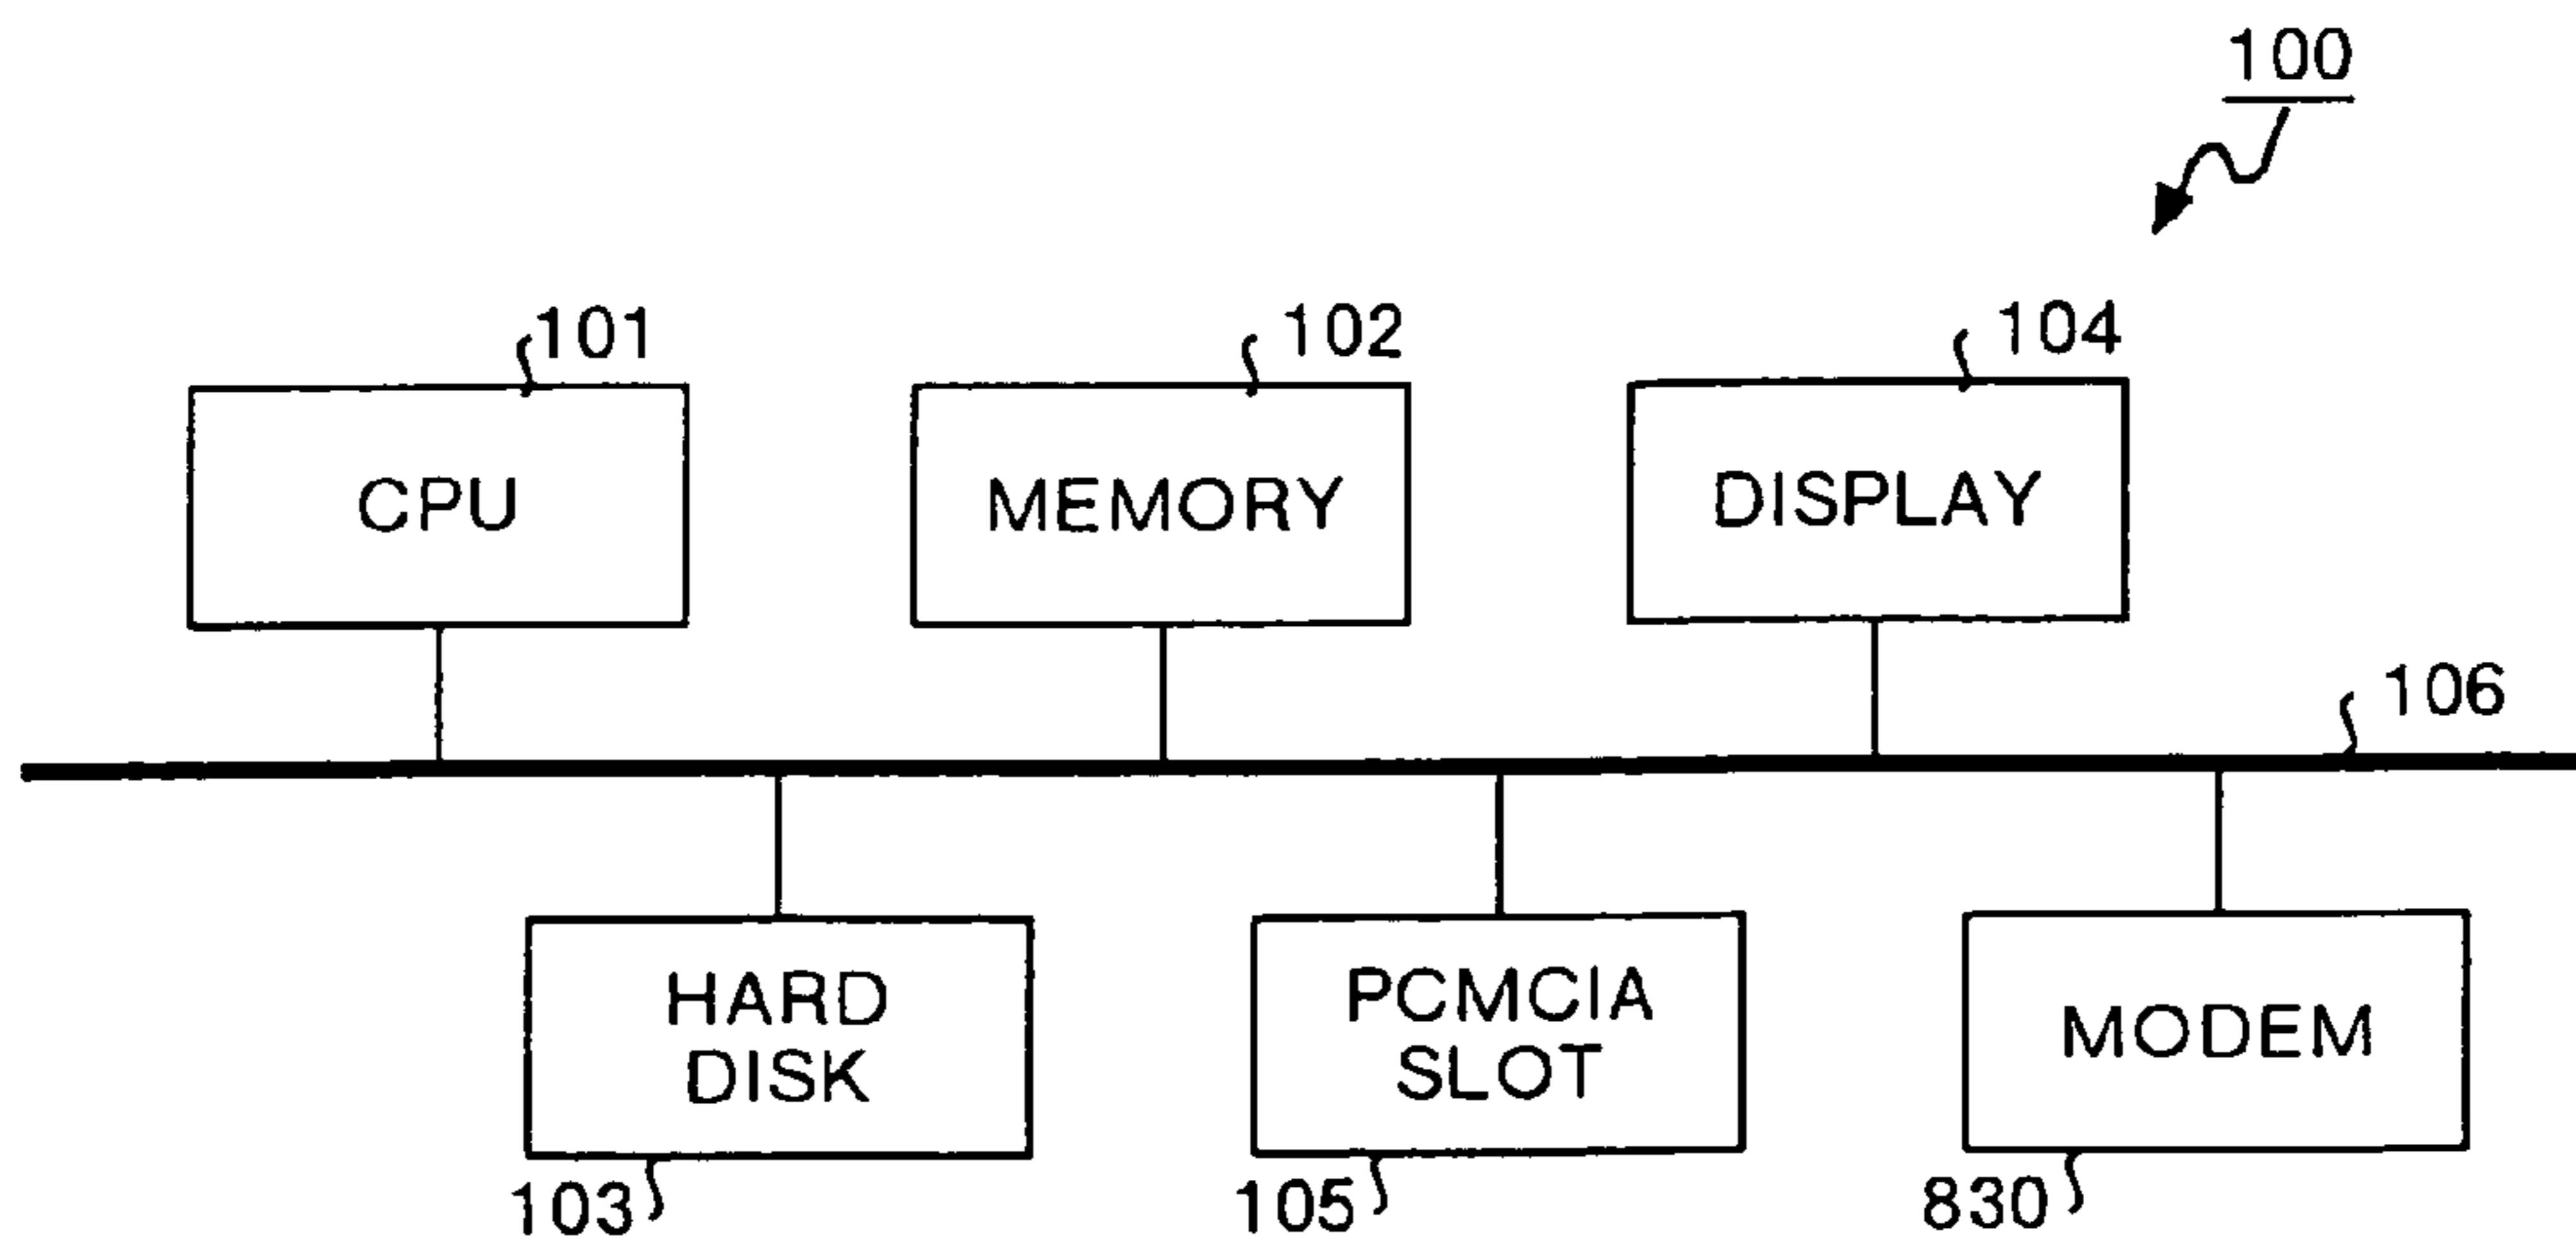 100
101
102
104
CPU
MEMORY
DISPLAY
106
HARD
DISK
PCMCIA
SLOT
MODEM
103
105
830